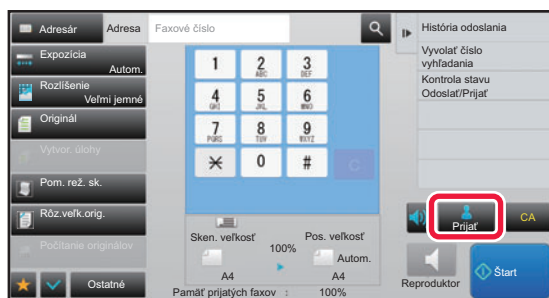 Adresár
Adresa
Faxové číslo
Expozícia
Autom.
Rozlíšenie
Veľmi jemné
Originál
Vytvor. úlohy
Pom. rež. sk.
Rôz.veľk.orig.
Počítanie originálov
Ostatné
1
2
ABC
3
DEF
4
GHI
5
JKL
6
MNO
7
PQRS
8
TUV
9
WXYZ
0
#
C
Sken. veľkosť
100%
Pos. veľkosť
Autom.
A4
A4
Pamäť prijatých faxov : 100%
História odoslania
Vyvolať číslo
vyhľadania
Kontrola stavu
Odoslať/Prijať
Prijať
CA
Reproduktor
Štart